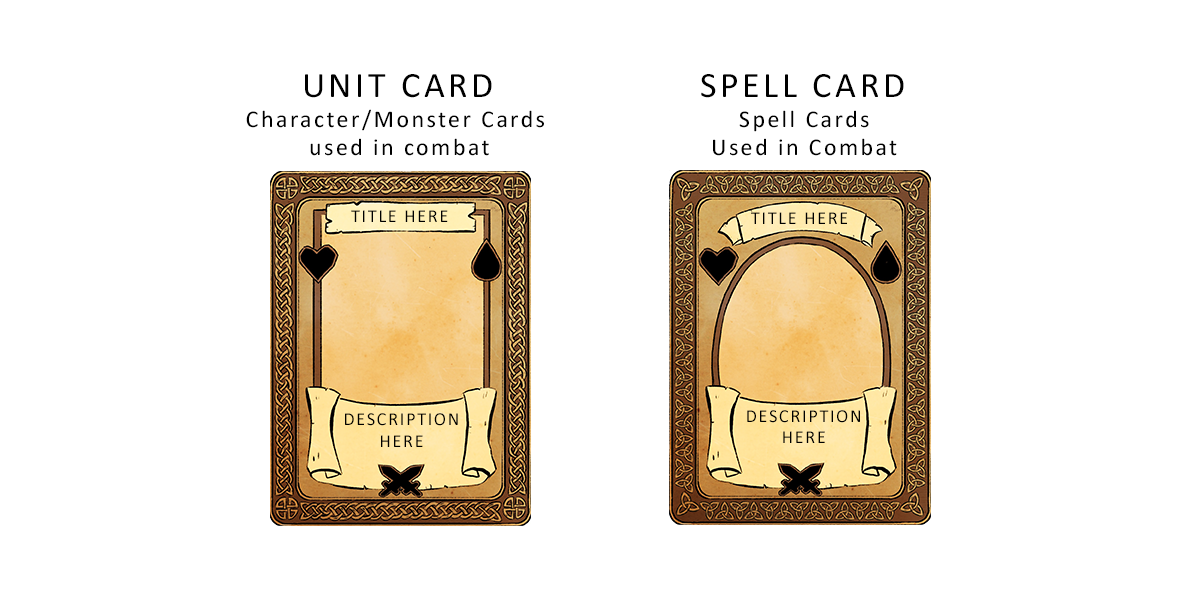 UNIT CARD
Character/Monster Cards
used in combat
TITLE HERE
DESCRIPTION
HERE
SPELL CARD
Spell Cards
Used in Combat
TITLE HERE
DESCRIPTION
HERE